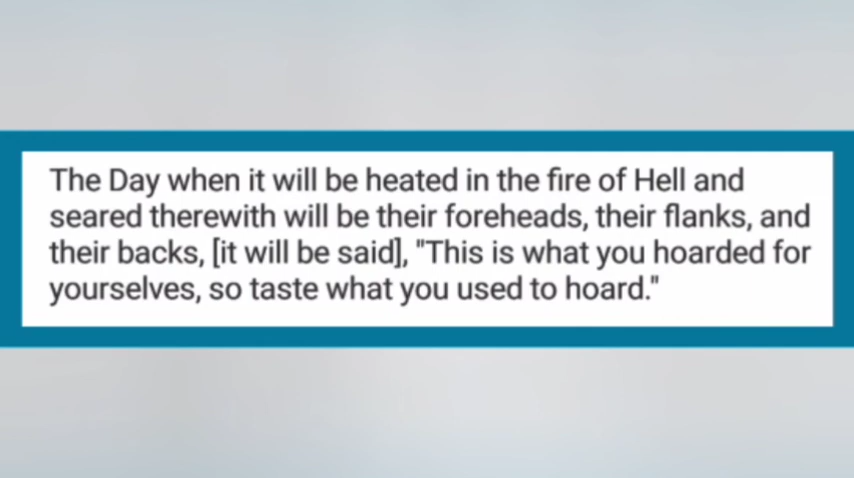 The Day when it will be heated in the fire of Hell and
seared therewith will be their foreheads, their flanks, and
their backs, [it will be said], "This is what you hoarded for
yourselves, so taste what you used to hoard."